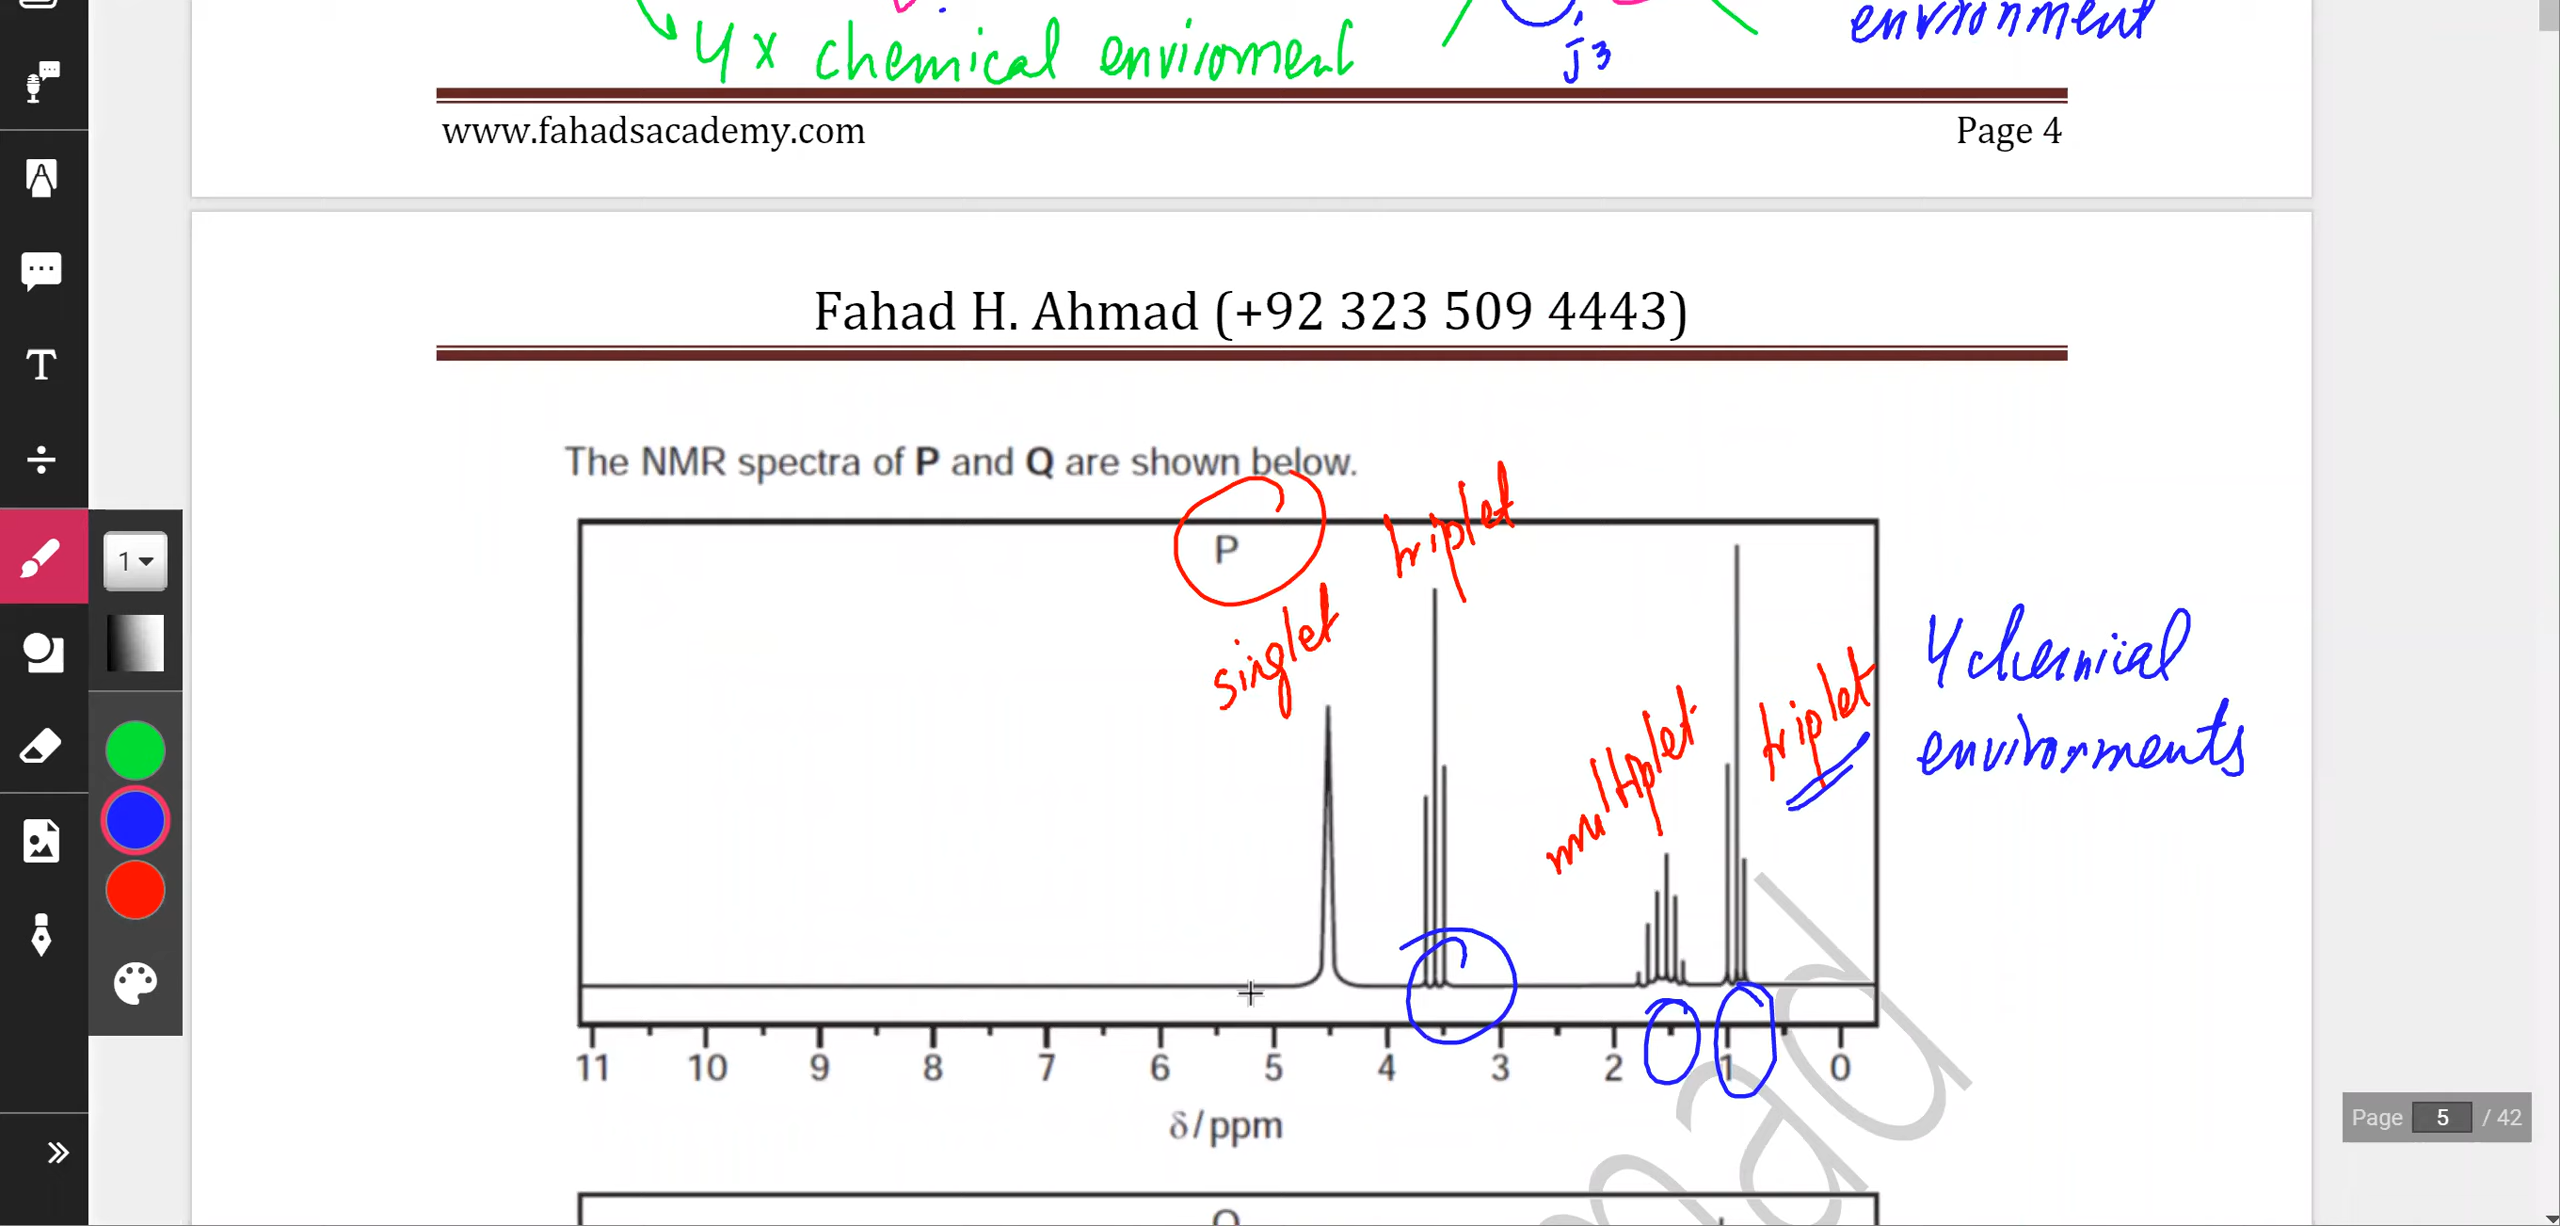 4 x chemical enviroment
J3
environment
www.fahadsacademy.com
Page 4
Fahad H. Ahmad (+92 323 509 4443)
The NMR spectra of P and Q are shown below.
P
singlet
triplet
multiplet
triplet
4 chemical
environments
11 10 9 8 7 6 5 4 3 2 1 0
δ/ppm
Q
T
1
Page 5 / 42